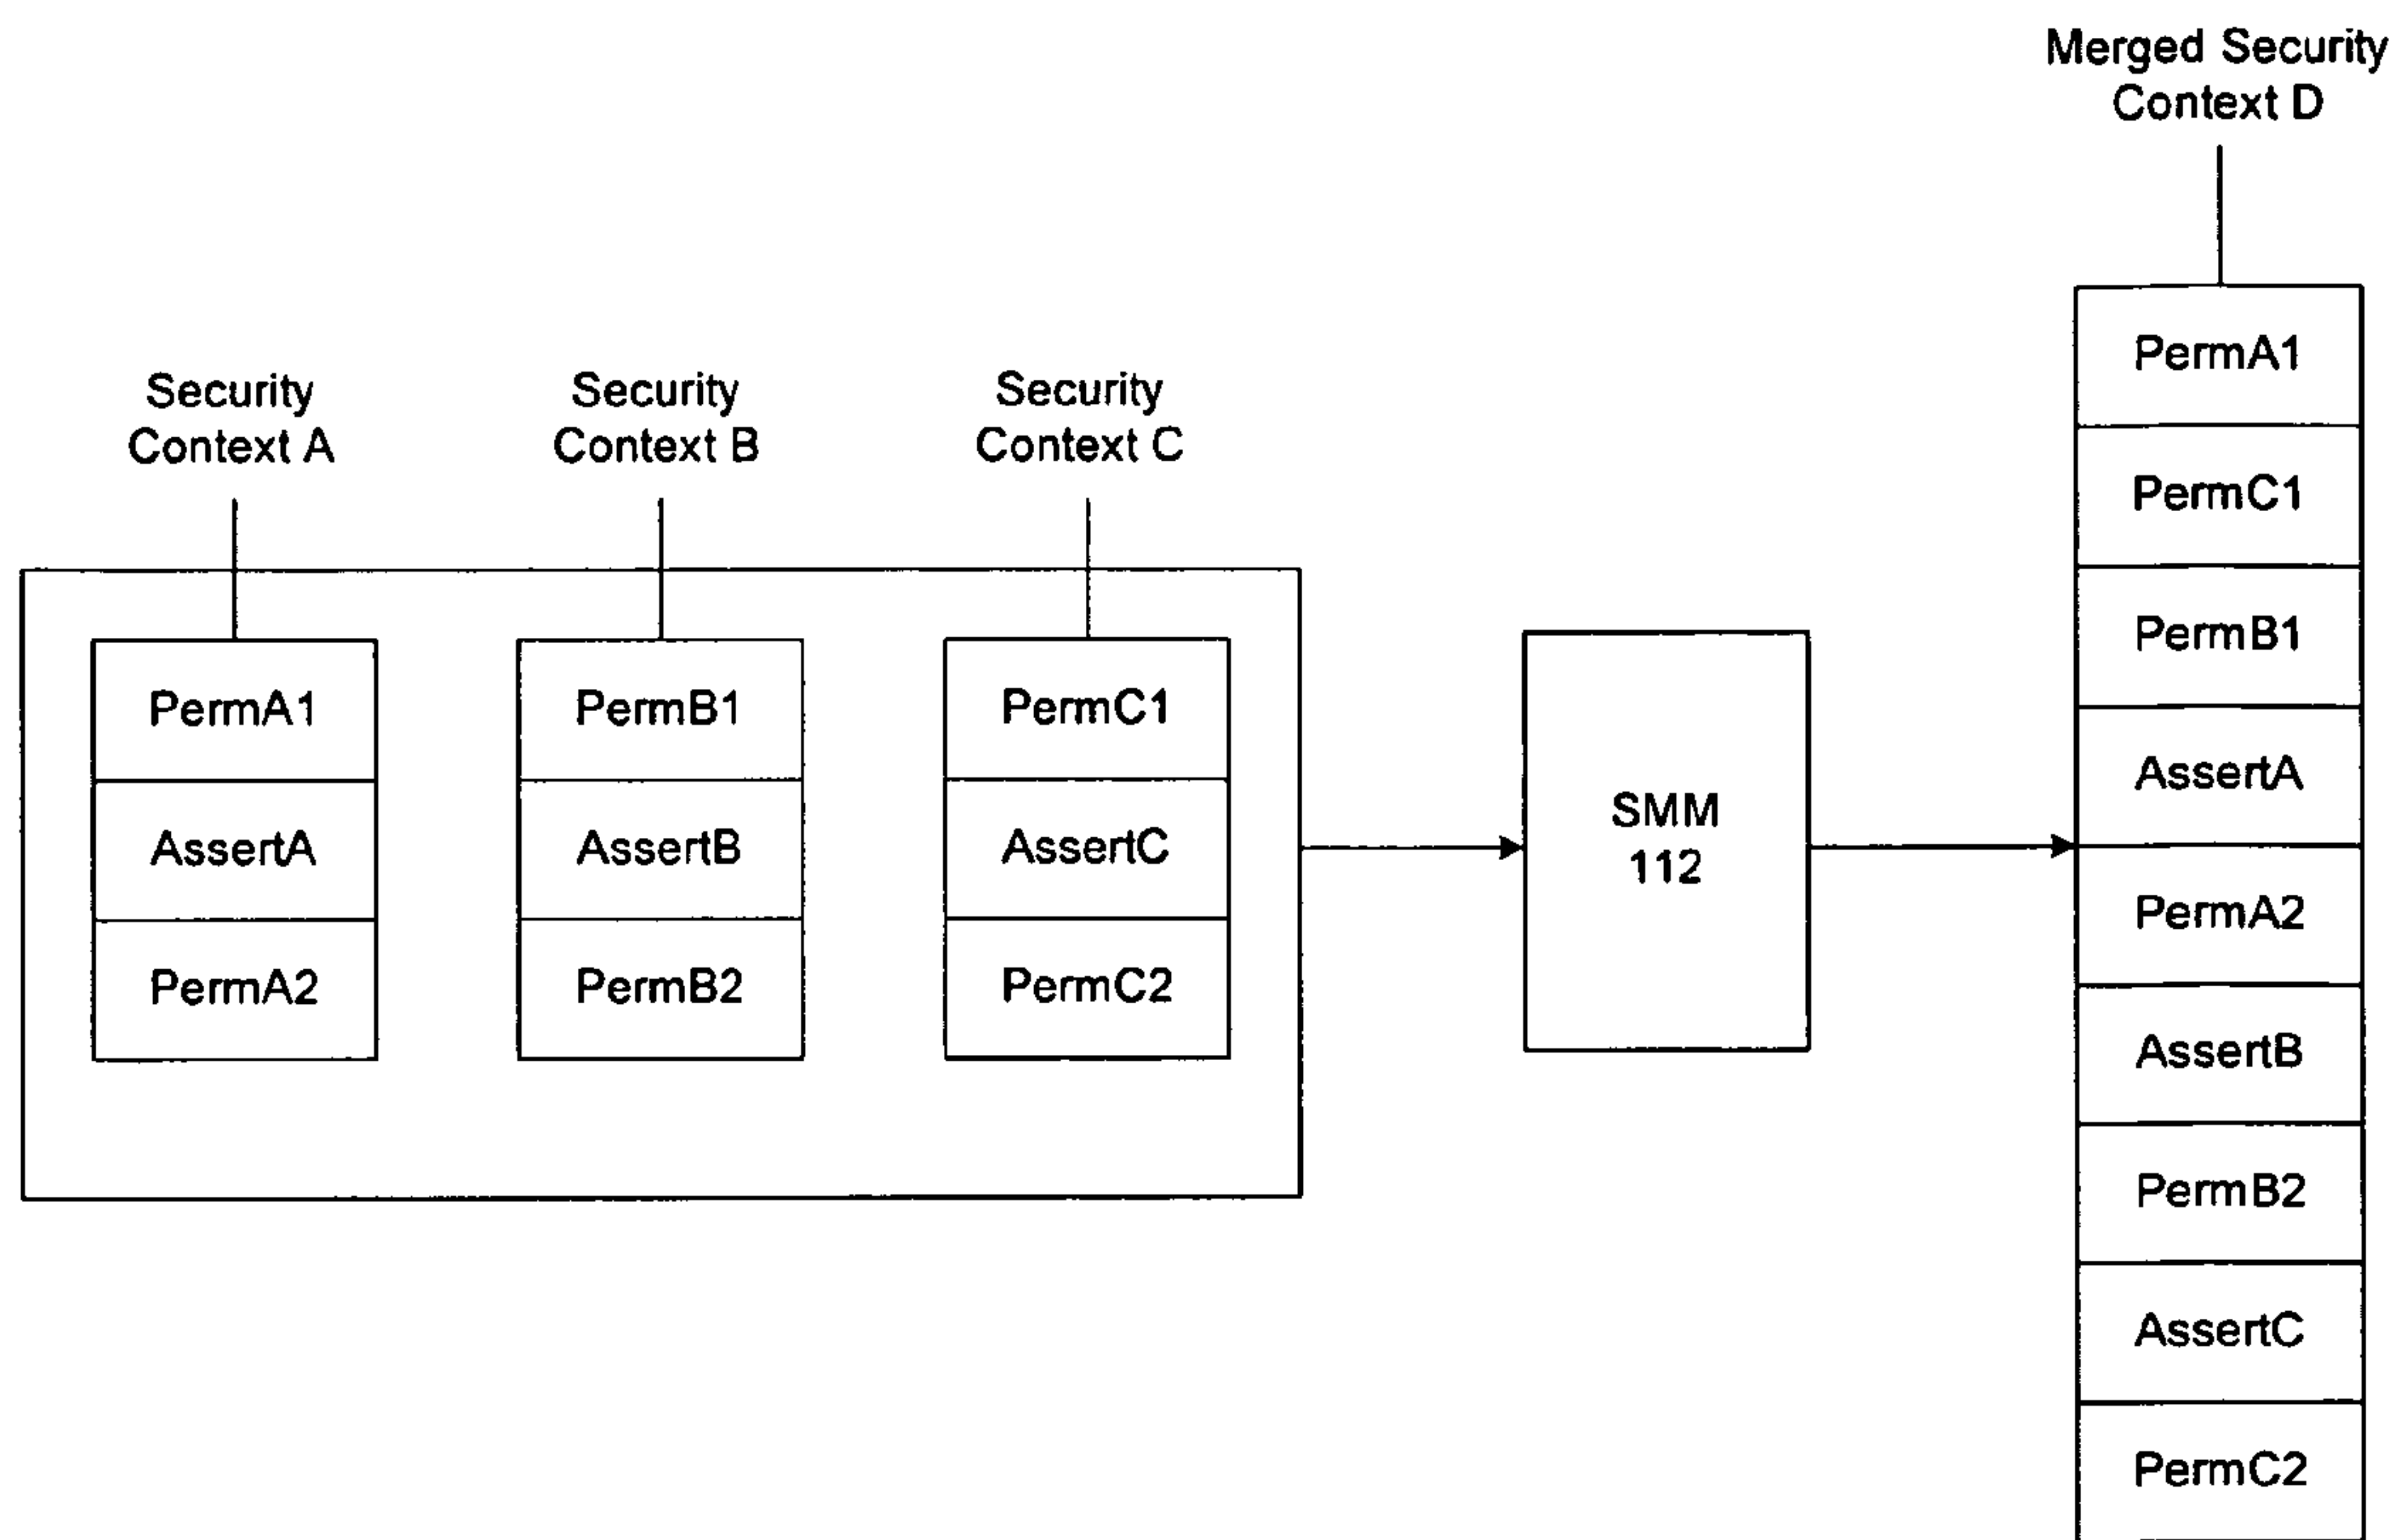 Merged Security
Context D
Security
Context A
Security
Context B
Security
Context C
PermA1
AssertA
PermA2
PermB1
AssertB
PermB2
PermC1
AssertC
PermC2
SMM
112
PermA1
PermC1
PermB1
AssertA
PermA2
AssertB
PermB2
AssertC
PermC2